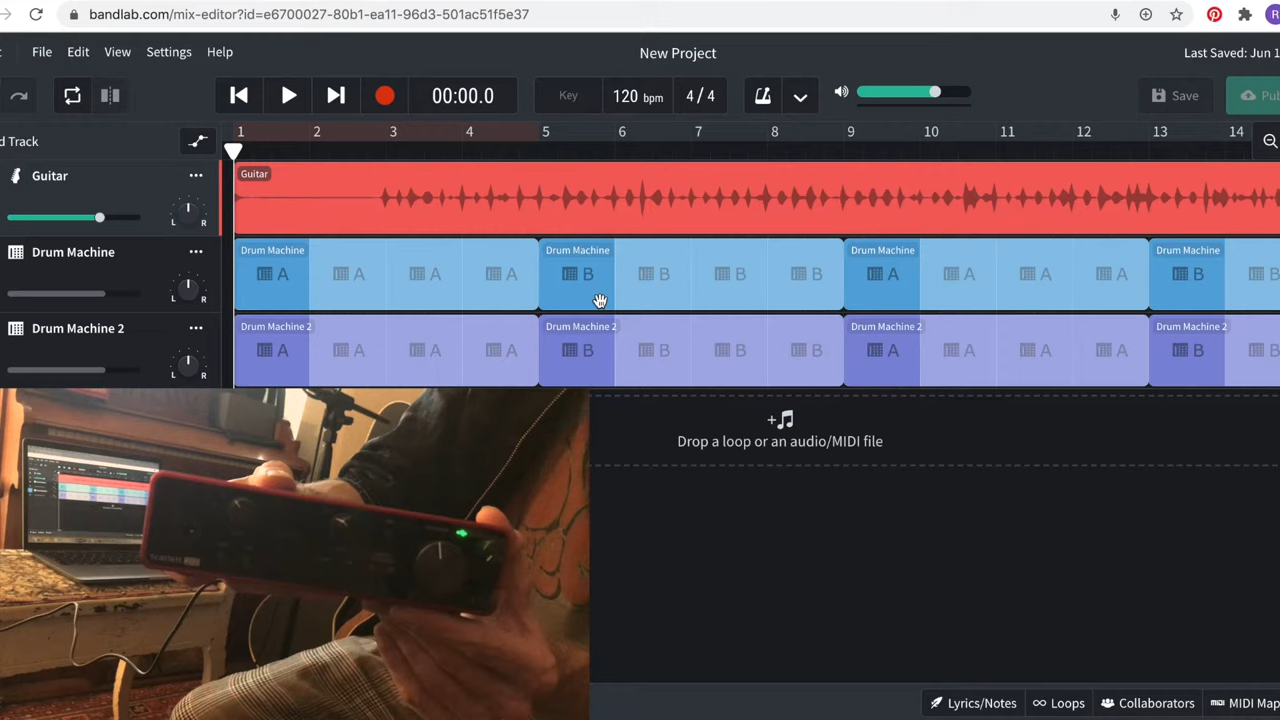 bandlab.com/mix-editor?id=e6700027-80b1-ea11-96d3-501ac51f5e37
File Edit View Settings Help New Project Last Saved: Jun 1
00:00.0 Key 120 bpm 4/4 Save Pub
d Track 1 2 3 4 5 6 7 8 9 10 11 12 13 14
Guitar
Guitar
L R
Drum Machine
Drum Machine Drum Machine Drum Machine Drum Machine
A A A A B B B B A A A A B B
L R
Drum Machine 2
Drum Machine 2 Drum Machine 2 Drum Machine 2 Drum Machine 2
A A A A B B B B A A A A B B
L R
Drop a loop or an audio/MIDI file
Lyrics/Notes Loops Collaborators MIDI Map